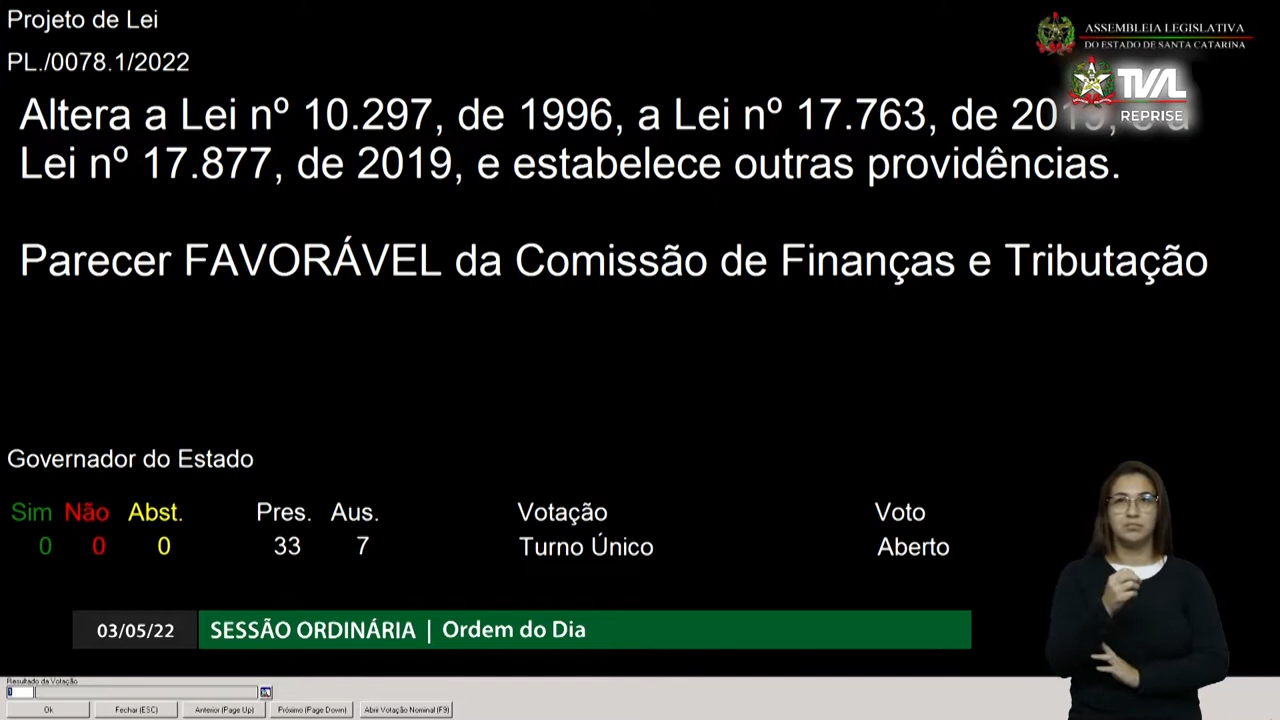 Projeto de Lei
PL./0078.1/2022
ASSEMBLEIA LEGISLATIVA
DO ESTADO DE SANTA CATARINA
TVAL
REPRISE
Altera a Lei nº 10.297, de 1996, a Lei nº 17.763, de 2019, e a
Lei nº 17.877, de 2019, e estabelece outras providências.
Parecer FAVORÁVEL da Comissão de Finanças e Tributação
Governador do Estado
Sim Não Abst. Pres. Aus. Votação Voto
0 0 0 33 7 Turno Único Aberto
03/05/22 SESSÃO ORDINÁRIA | Ordem do Dia
Resultado da Votação
Ok Fechar (ESC) Anterior (Page Up) Próximo (Page Down) Abrir Votação Nominal (F9)